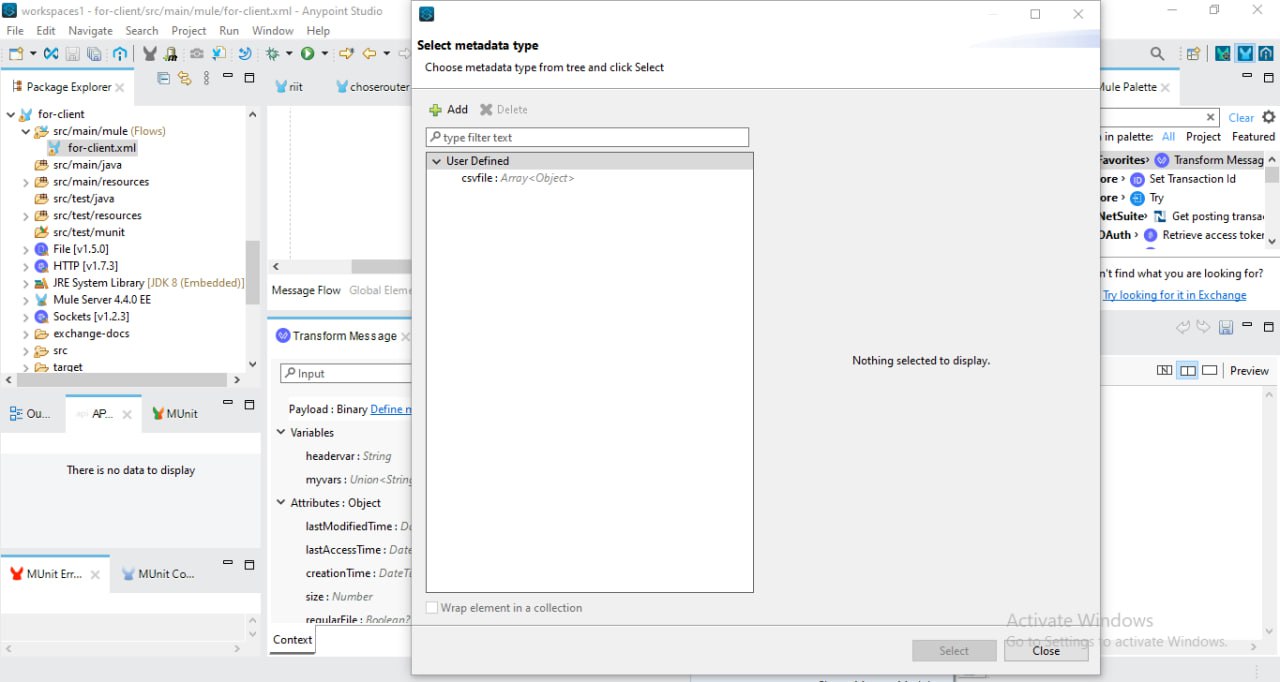 workspaces1 - for-client/src/main/mule/for-client.xml - Anypoint Studio
File Edit Navigate Search Project Run Window Help
Package Explorer
for-client
src/main/mule (Flows)
for-client.xml
src/main/java
src/main/resources
src/test/java
src/test/resources
src/test/munit
File [v1.5.0]
HTTP [v1.7.3]
JRE System Library [JDK 8 (Embedded)]
Mule Server 4.4.0 EE
Sockets [v1.2.3]
exchange-docs
src
target
Ou... AP... MUnit
There is no data to display
MUnit Err... MUnit Co...
riit choserouter
Message Flow Global Eleme
Transform Message
Input
Payload : Binary Define
Variables
headervar : String
myvars : Union<String
Attributes : Object
lastModifiedTime :
lastAccessTime : Date
creationTime : DateTi
size : Number
regularFile : Boolean?
Context
Select metadata type
Choose metadata type from tree and click Select
Add Delete
type filter text
User Defined
csvfile : Array<Object>
Nothing selected to display.
Wrap element in a collection
Select Close
Mule Palette
Clear
in palette: All Project Featured
Favorites> Transform Messag
ore > Set Transaction Id
ore > Try
NetSuite> Get posting transa
OAuth > Retrieve access token
n't find what you are looking for?
Try looking for it in Exchange
Preview
Activate Windows
Go to Settings to activate Windows.